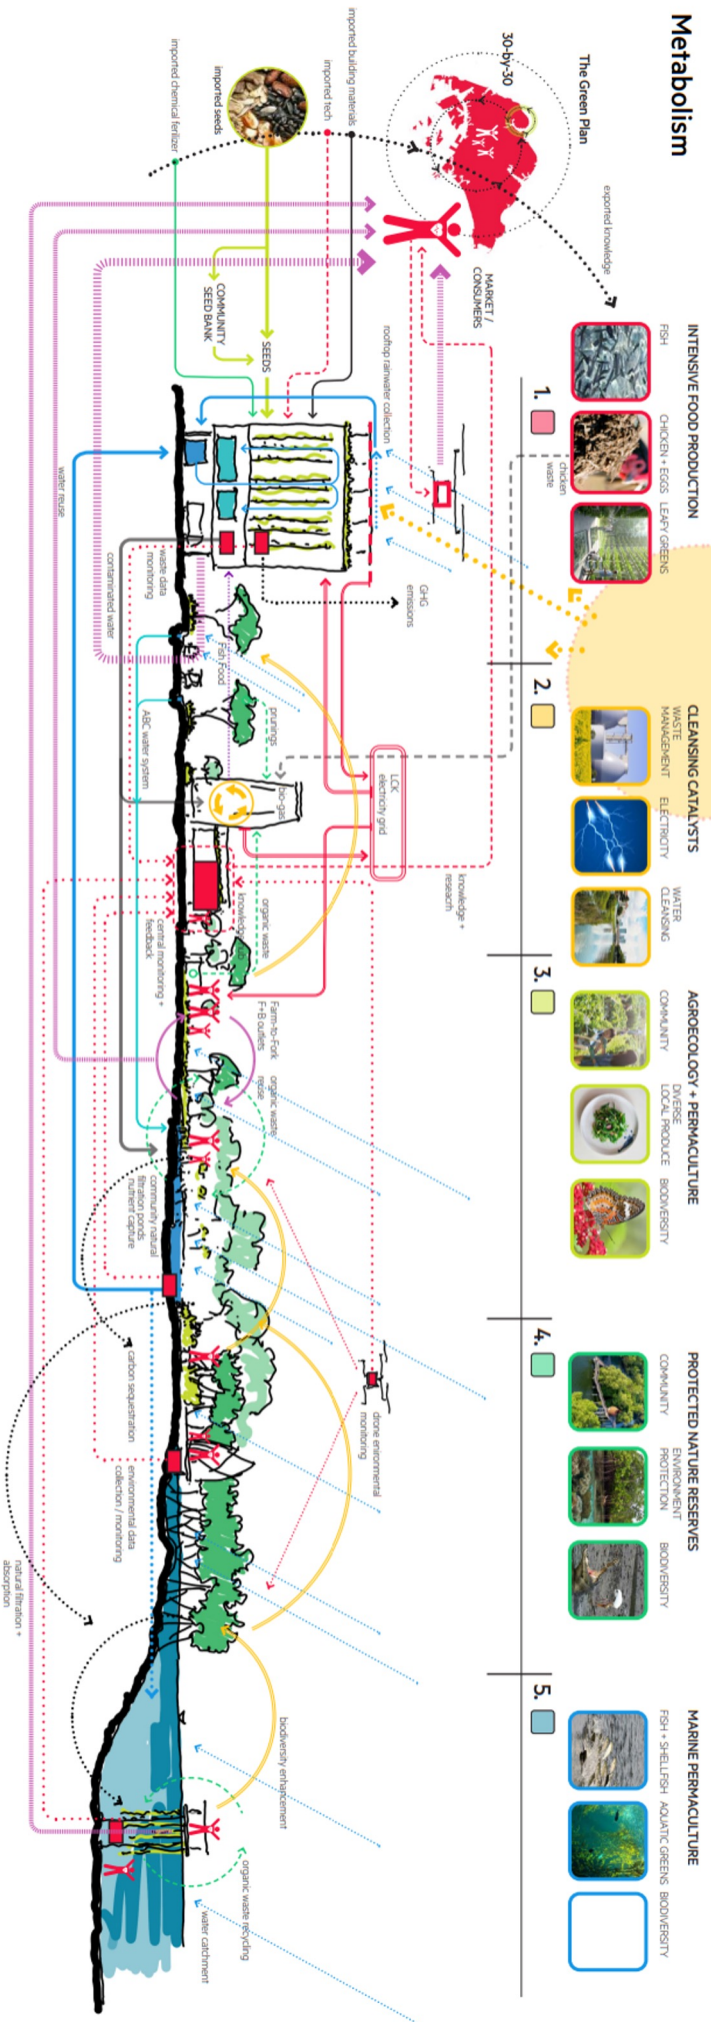 Metabolism
The Green Plan
30-by-30
exported knowledge
imported building materials
imported tech
imported seeds
imported chemical ferilizer
MARKET /
CONSUMERS
COMMUNITY
SEED BANK
SEEDS
rooftop rainwater collection
INTENSIVE FOOD PRODUCTION
FISH
CHICKEN + EGGS
LEAFY GREENS
1.
chicken
waste
GHG
emissions
waste data
monitoring
contaminated water
water reuse
CLEANSING CATALYSTS
WASTE
MANAGEMENT
ELECTRICITY
WATER
CLEANSING
2.
Fish Food
prunings
bio-gas
ABC water system
LCK
electricity grid
knowledge +
reseacrh
organic waste
knowledge hub
central monitoring +
feedback
AGROECOLOGY + PERMACULTURE
COMMUNITY
DIVERSE
LOCAL PRODUCE
BIODIVERSITY
3.
Farm-to-Fork
F+B outlets
organic waste
reuse
community natural
filtration ponds
nutrient capture
carbon sequestration
PROTECTED NATURE RESERVES
COMMUNITY
ENVIRONMENT
PROTECTION
BIODIVERSITY
4.
drone enironmental
monitoring
environmental data
collection / monitoring
natural filtration +
absorption
MARINE PERMACULTURE
FISH + SHELLFISH
AQUATIC GREENS
BIODIVERSITY
5.
biodiversity enhancement
organic waste recycling
water catchment